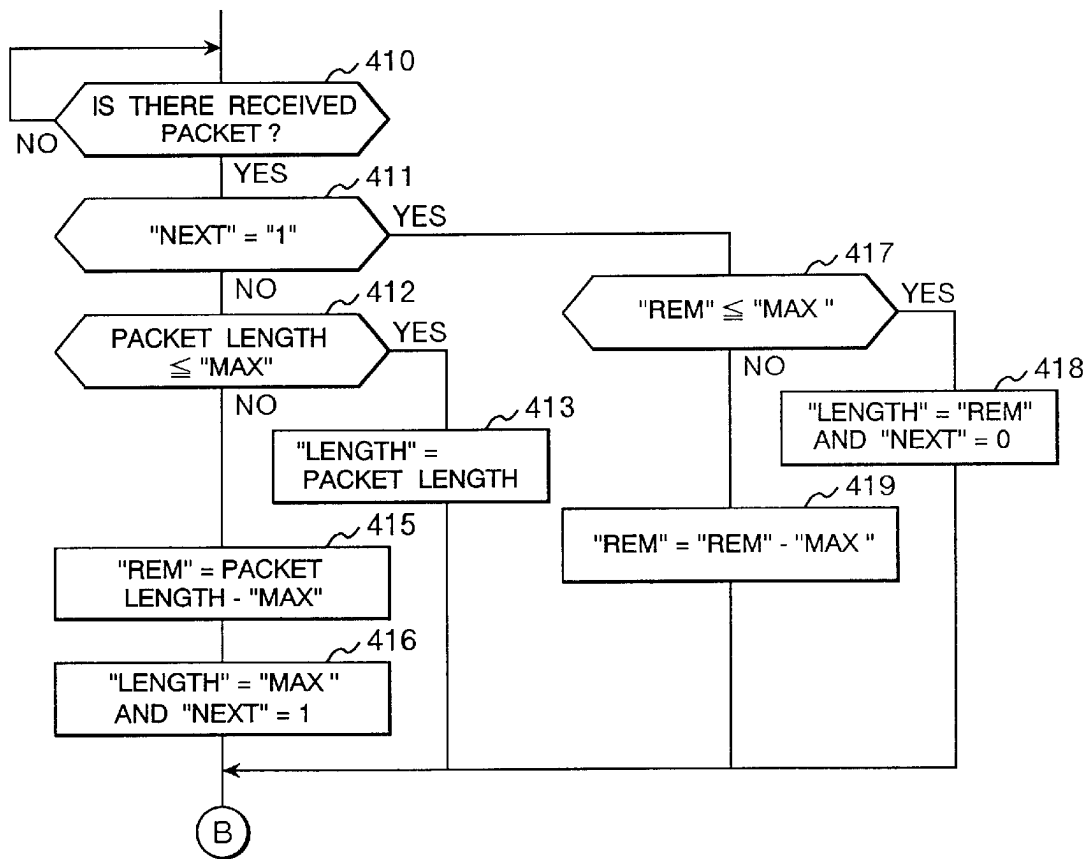 410
IS THERE RECEIVED
PACKET ?
NO
YES
411
"NEXT" = "1"
YES
NO
412
PACKET LENGTH
≦ "MAX"
YES
NO
413
"LENGTH" =
PACKET LENGTH
415
"REM" = PACKET
LENGTH - "MAX"
416
"LENGTH" = "MAX"
AND "NEXT" = 1
417
"REM" ≦ "MAX"
YES
NO
418
"LENGTH" = "REM"
AND "NEXT" = 0
419
"REM" = "REM" - "MAX"
B